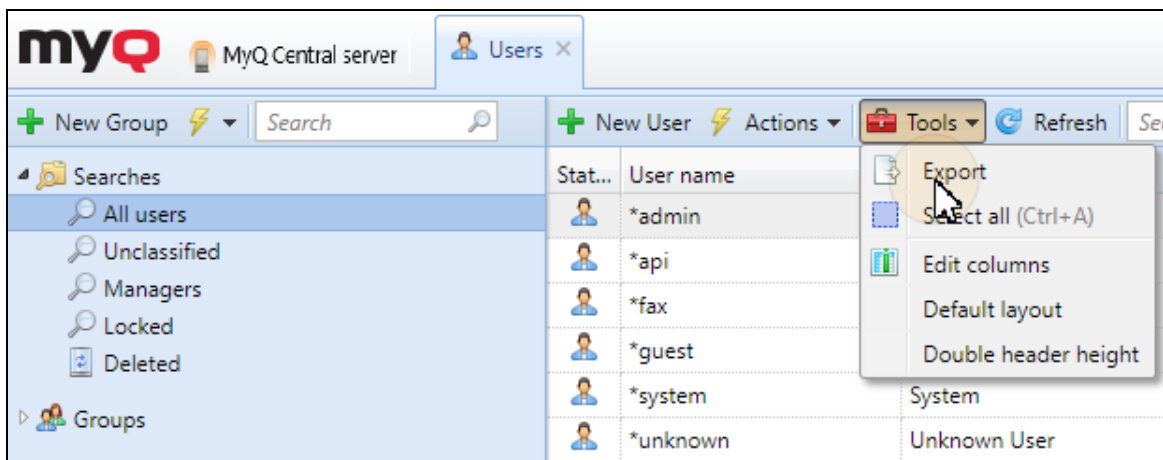 myQ MyQ Central server Users
New Group Search
New User Actions Tools Refresh
Searches
All users
Unclassified
Managers
Locked
Deleted
Groups
Stat... User name
*admin
*api
*fax
*guest
*system System
*unknown Unknown User
Export
Select all (Ctrl+A)
Edit columns
Default layout
Double header height